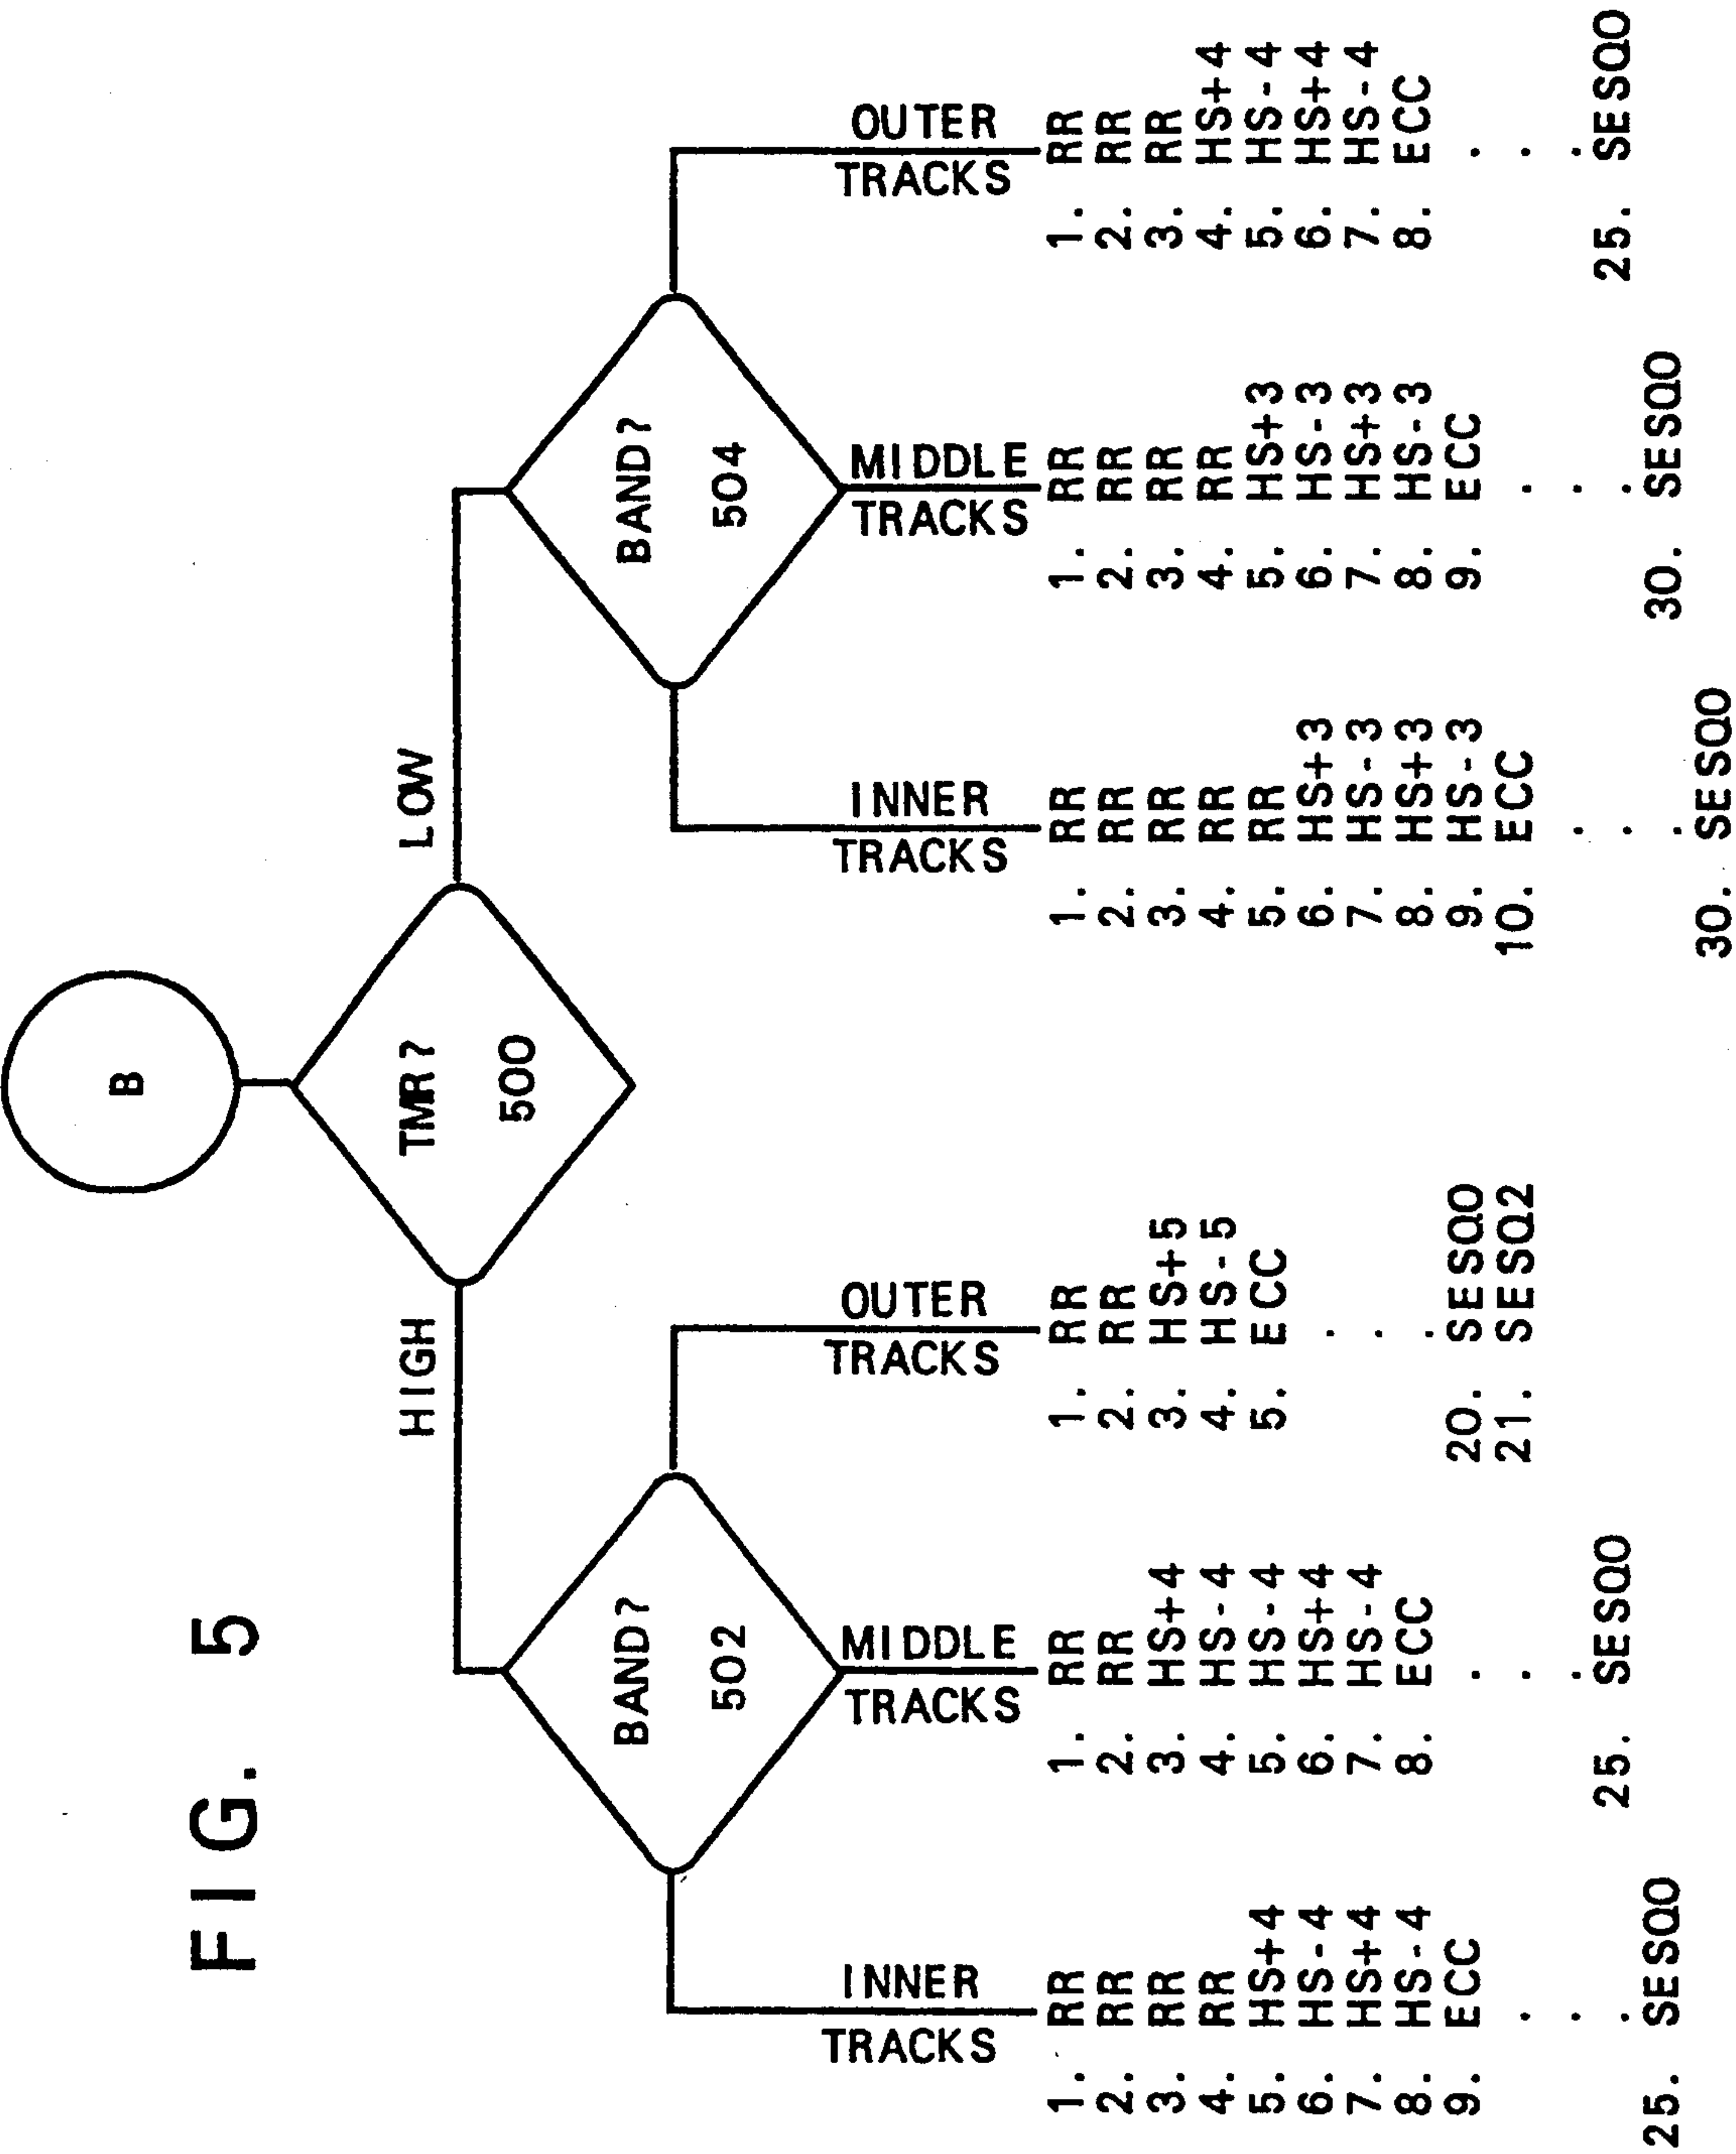 FIG. 5
B
TMR?
500
HIGH
LOW
BAND?
502
BAND?
504
INNER
TRACKS
1. RR
2. RR
3. RR
4. RR
5. HS+4
6. HS-4
7. HS+4
8. HS-4
9. ECC
.
.
.
25. SESQ0
MIDDLE
TRACKS
1. RR
2. RR
3. HS+4
4. HS-4
5. HS-4
6. HS+4
7. HS-4
8. ECC
.
.
.
25. SESQ0
OUTER
TRACKS
1. RR
2. RR
3. HS+5
4. HS-5
5. ECC
.
.
.
20. SESQ0
21. SESQ2
INNER
TRACKS
1. RR
2. RR
3. RR
4. RR
5. RR
6. HS+3
7. HS-3
8. HS+3
9. HS-3
10. ECC
.
.
.
30. SESQ0
MIDDLE
TRACKS
1. RR
2. RR
3. RR
4. RR
5. HS+3
6. HS-3
7. HS+3
8. HS-3
9. ECC
.
.
.
30. SESQ0
OUTER
TRACKS
1. RR
2. RR
3. RR
4. HS+4
5. HS-4
6. HS+4
7. HS-4
8. ECC
.
.
.
25. SESQ0